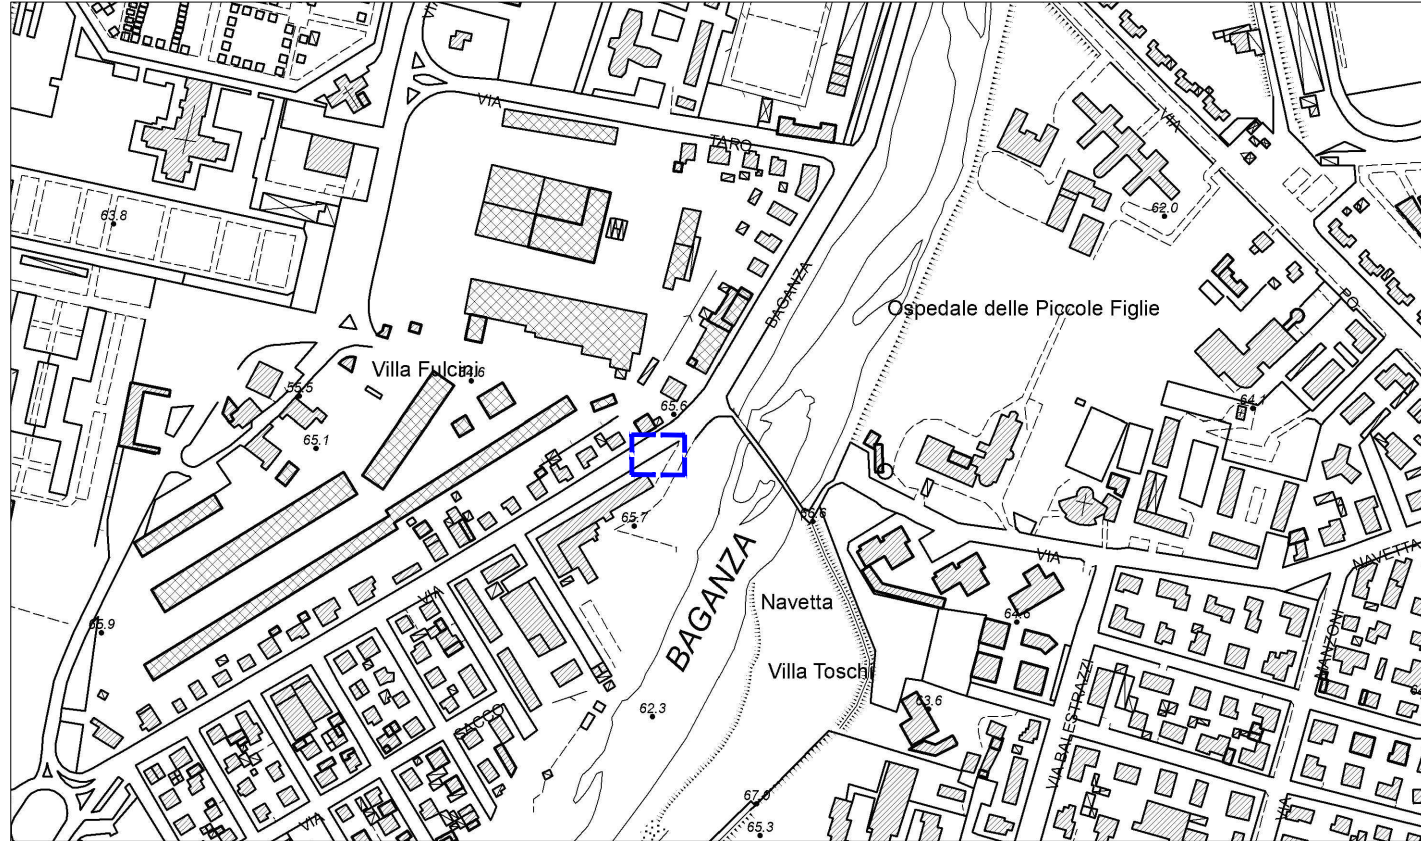 VIA
VIA
TARO
VIA
63.8
62.0
BAGANZA
PO
Ospedale delle Piccole Figlie
Villa Fulcini
55.5
65.6
64.1
65.1
65.7
66.6
VIA
NAVETTA
BAGANZA
VIA
Navetta
64.6
65.9
MANZONI
Villa Toschi
VIA BALESTRAZZI
62.3
63.6
SACCO
67.0
VIA
VIA
65.3